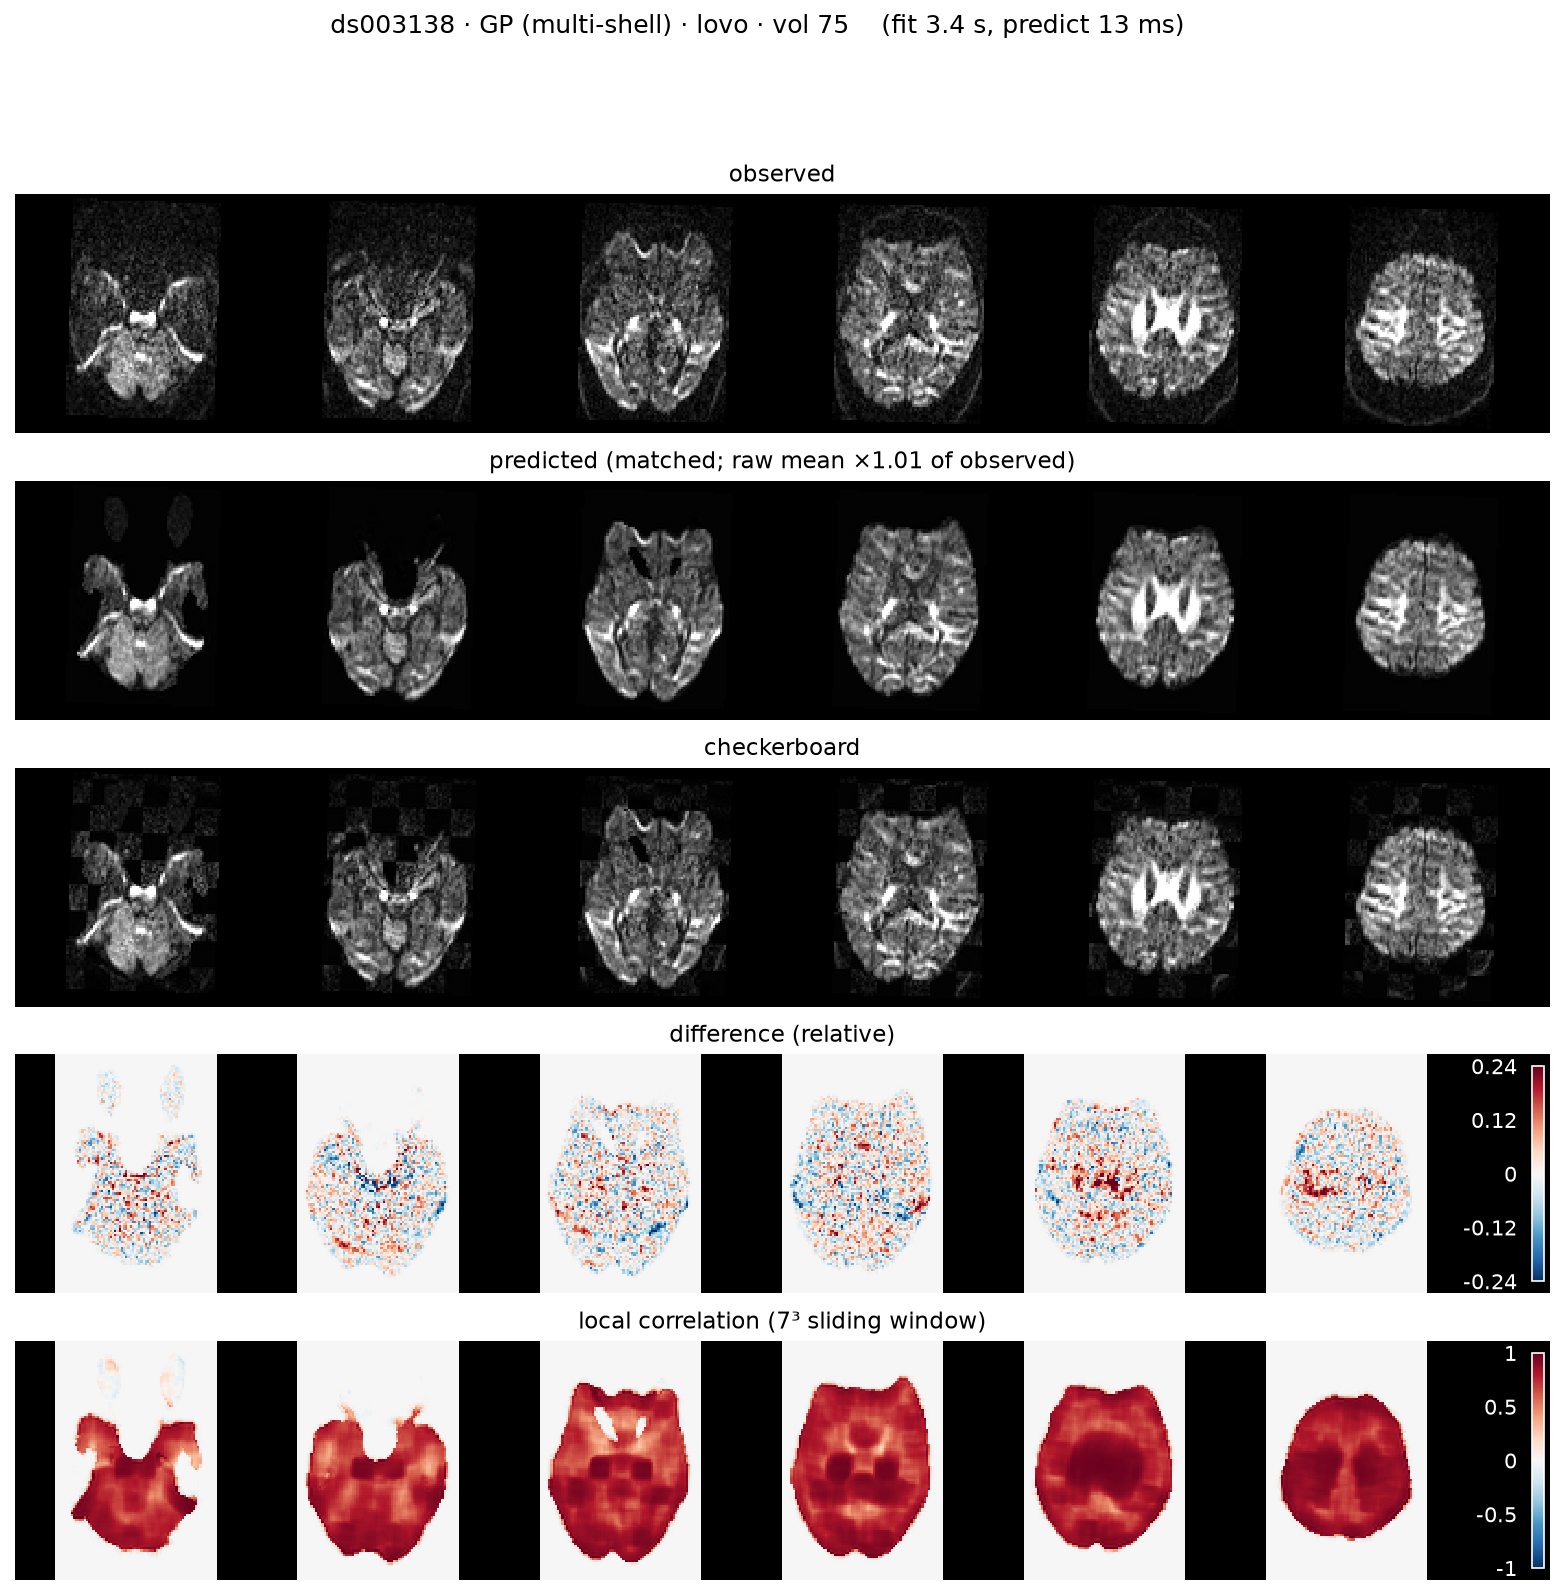 ds003138 · GP (multi-shell) · lovo · vol 75    (fit 3.4 s, predict 13 ms)
observed
predicted (matched; raw mean ×1.01 of observed)
checkerboard
difference (relative)
0.24
0.12
0
-0.12
-0.24
local correlation (7³ sliding window)
1
0.5
0
-0.5
-1